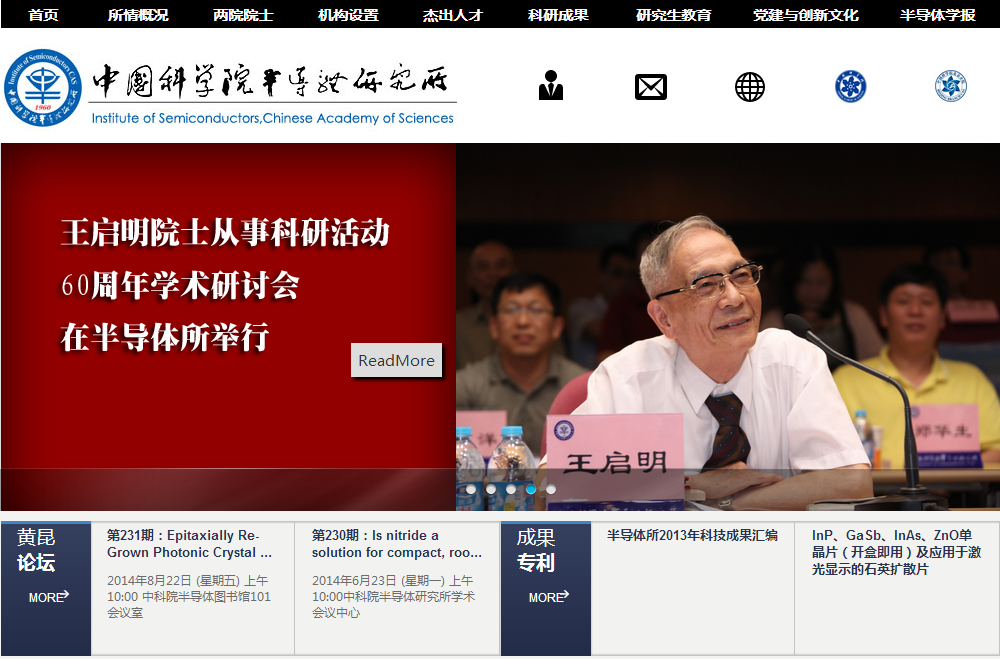 首页 所情概况 两院院士 机构设置 杰出人才 科研成果 研究生教育 党建与创新文化 半导体学报
Institute of Semiconductors CAS
1960
中国科学院半导体研究所
Institute of Semiconductors,Chinese Academy of Sciences
王启明院士从事科研活动
60周年学术研讨会
在半导体所举行
ReadMore
王启明
郑华生
黄昆
论坛
MORE
第231期：Epitaxially Re-
Grown Photonic Crystal ...
2014年8月22日 (星期五) 上午
10:00 中科院半导体图书馆101
会议室
第230期：Is nitride a
solution for compact, roo...
2014年6月23日 (星期一) 上午
10:00中科院半导体研究所学术
会议中心
成果
专利
MORE
半导体所2013年科技成果汇编
InP、GaSb、InAs、ZnO单
晶片（开盒即用）及应用于激
光显示的石英扩散片